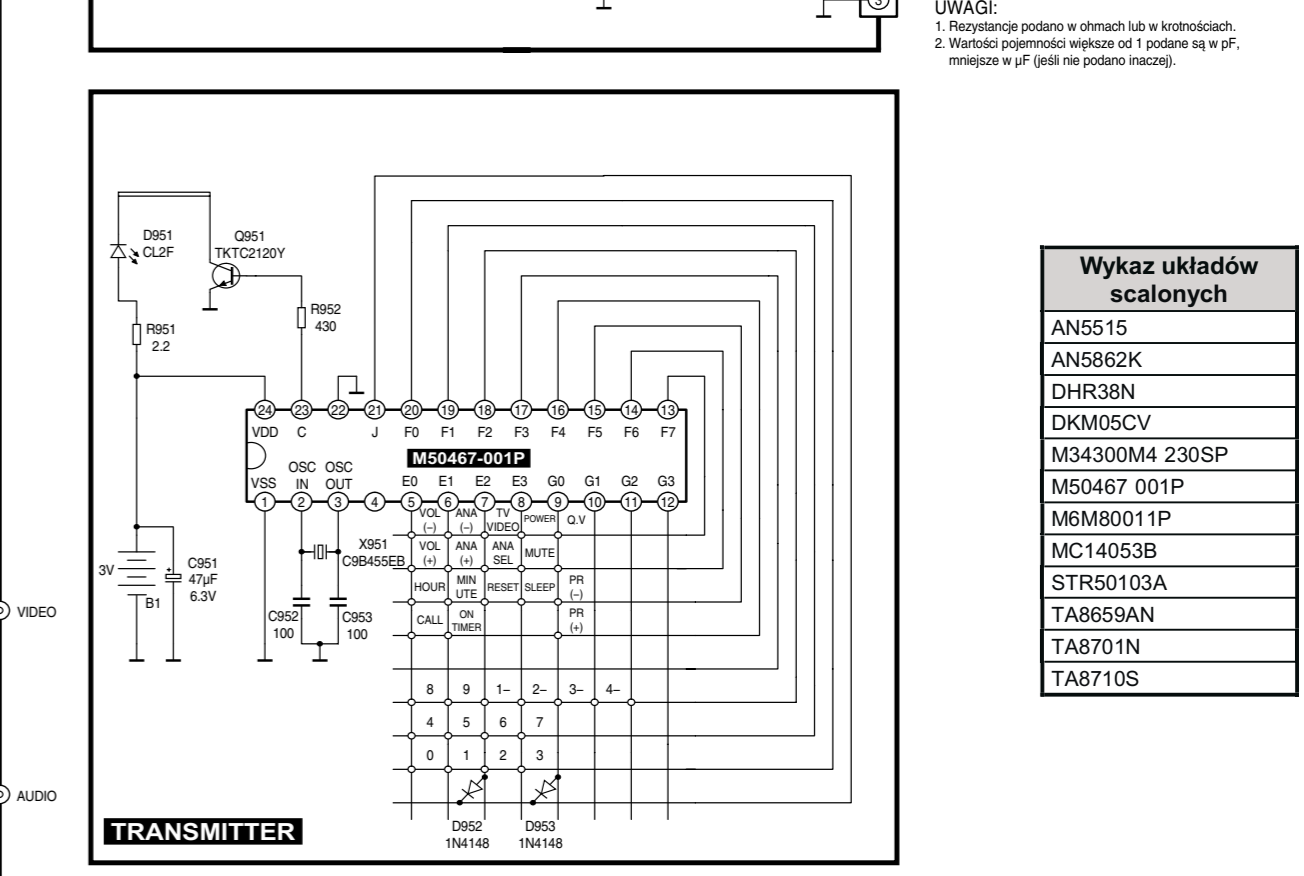 3
UWAGI:
1. Rezystancje podano w ohmach lub w krotnościach.
2. Wartości pojemności większe od 1 podane są w pF,
mniejsze w µF (jeśli nie podano inaczej).
D951
CL2F
Q951
TKTC2120Y
R952
430
R951
2.2
24 23 22 21 20 19 18 17 16 15 14 13
VDD C J F0 F1 F2 F3 F4 F5 F6 F7
M50467-001P
OSC OSC
VSS IN OUT E0 E1 E2 E3 G0 G1 G2 G3
1 2 3 4 5 6 7 8 9 10 11 12
VOL ANA TV POWER Q.V
(–) (–) VIDEO
X951
C9B455EB
VOL ANA ANA MUTE
(+) (+) SEL
HOUR MIN RESET SLEEP PR
UTE (–)
CALL ON PR
TIMER (+)
3V
B1
+
C951
47µF
6.3V
C952
100
C953
100
8 9 1– 2– 3– 4–
4 5 6 7
0 1 2 3
D952 D953
1N4148 1N4148
TRANSMITTER
VIDEO
AUDIO
Wykaz układów
scalonych
AN5515
AN5862K
DHR38N
DKM05CV
M34300M4 230SP
M50467 001P
M6M80011P
MC14053B
STR50103A
TA8659AN
TA8701N
TA8710S